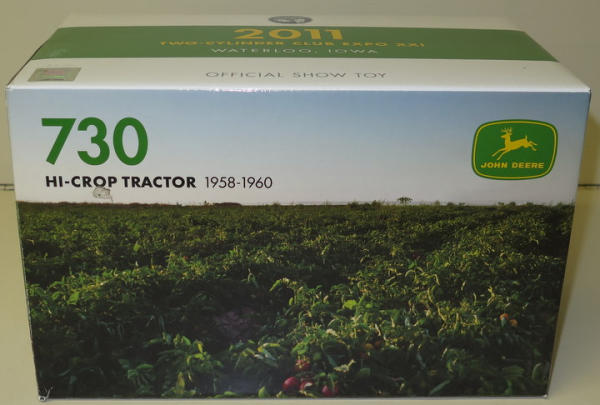 2011
TWO-CYLINDER CLUB EXPO XXI
WATERLOO, IOWA
OFFICIAL SHOW TOY
730
HI-CROP TRACTOR 1958-1960
JOHN DEERE